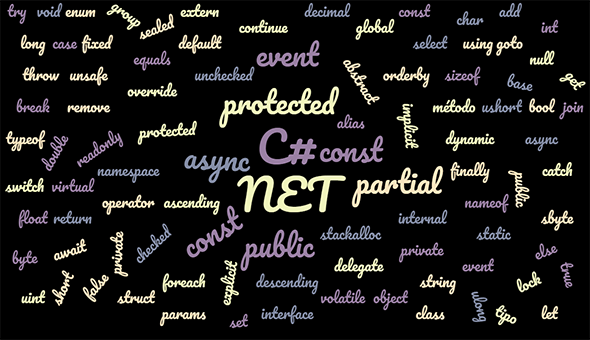 try void enum group sealed extern decimal const char add int
long case fixed default continue global select using goto null
throw unsafe equals unchecked event abstract orderby sizeof base get
break remove override protected alias implicit método ushort bool join
typeof double readonly protected C# const dynamic async
switch virtual namespace async NET partial finally public catch
float return operator ascending const stackalloc internal nameof static sbyte
byte await private checked public delegate private event else true
uint short false struct foreach explicit descending volatile object string ulong lock
params set interface class tipo let